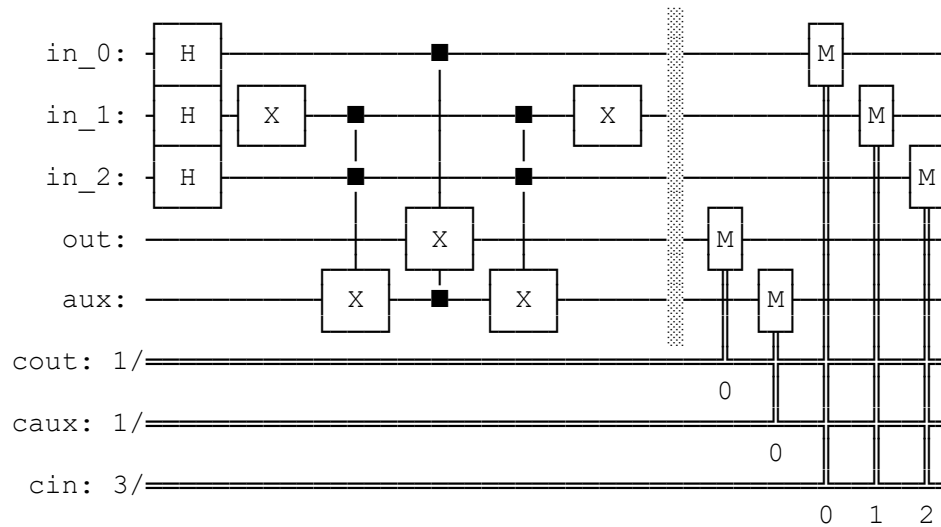 in_0: H M
in_1: H X X M
in_2: H M
out: X M
aux: X X M
cout: 1/
0
caux: 1/
0
cin: 3/
0 1 2